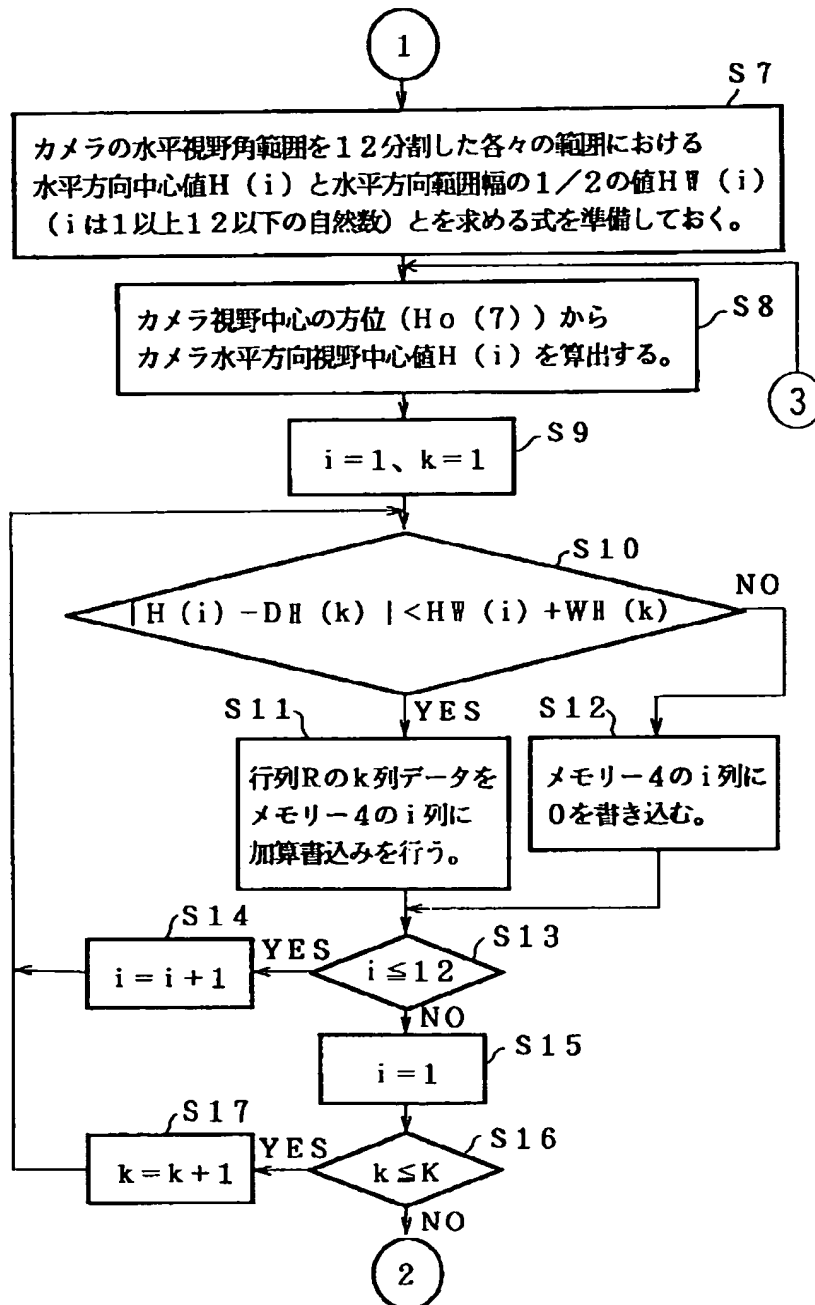 1
S7
カメラの水平視野角範囲を12分割した各々の範囲における
水平方向中心値H(i)と水平方向範囲幅の1/2の値HW(i)
(iは1以上12以下の自然数)とを求める式を準備しておく。
カメラ視野中心の方位(Ho(7))から
カメラ水平方向視野中心値H(i)を算出する。
S8
3
S9
i=1、k=1
S10
|H(i)-DH(k)|<HW(i)+WH(k)
NO
YES
S11
行列Rのk列データを
メモリー4のi列に
加算書込みを行う。
S12
メモリー4のi列に
0を書き込む。
S13
i≦12
YES
S14
i=i+1
NO
S15
i=1
S16
k≦K
YES
S17
k=k+1
NO
2